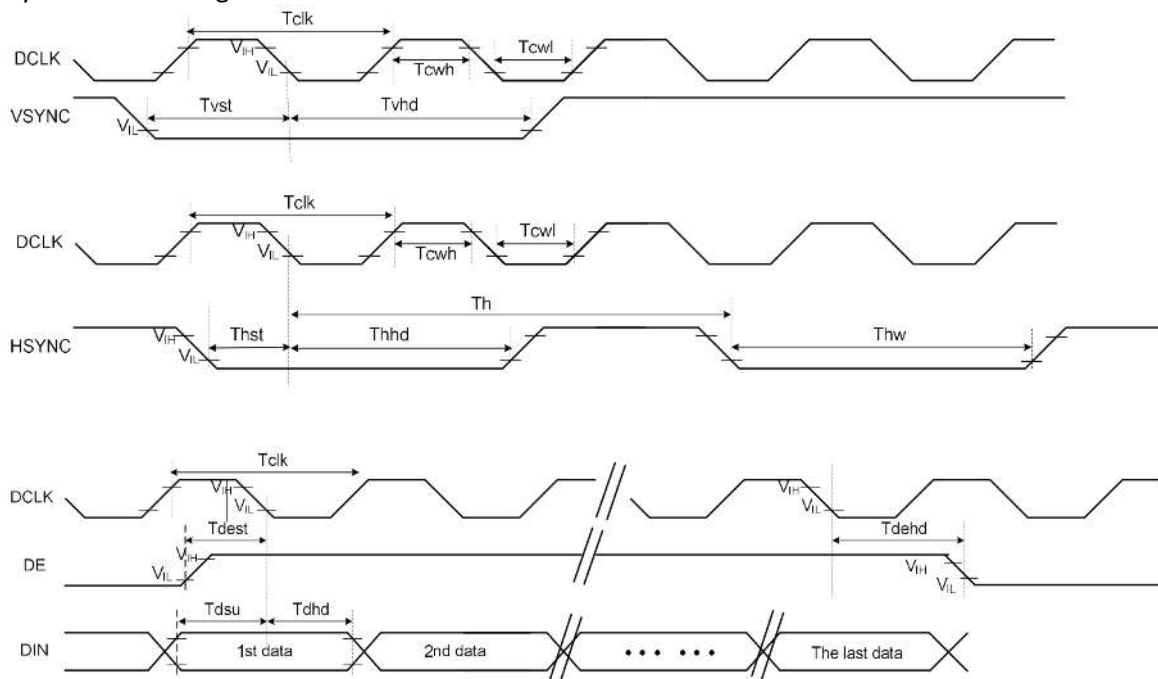 Tclk
DCLK VIH VIL Tcwh Tcwl
VSYNC VIL Tvst Tvhd
Tclk
DCLK VIH VIL Tcwh Tcwl
Th
HSYNC VIH VIL Thst Thhd Thw
Tclk
DCLK VIH VIL VIH VIL
Tdest Tdehd
DE VIH VIL VIH VIL
Tdsu Tdhd
DIN 1st data 2nd data ••• ••• The last data